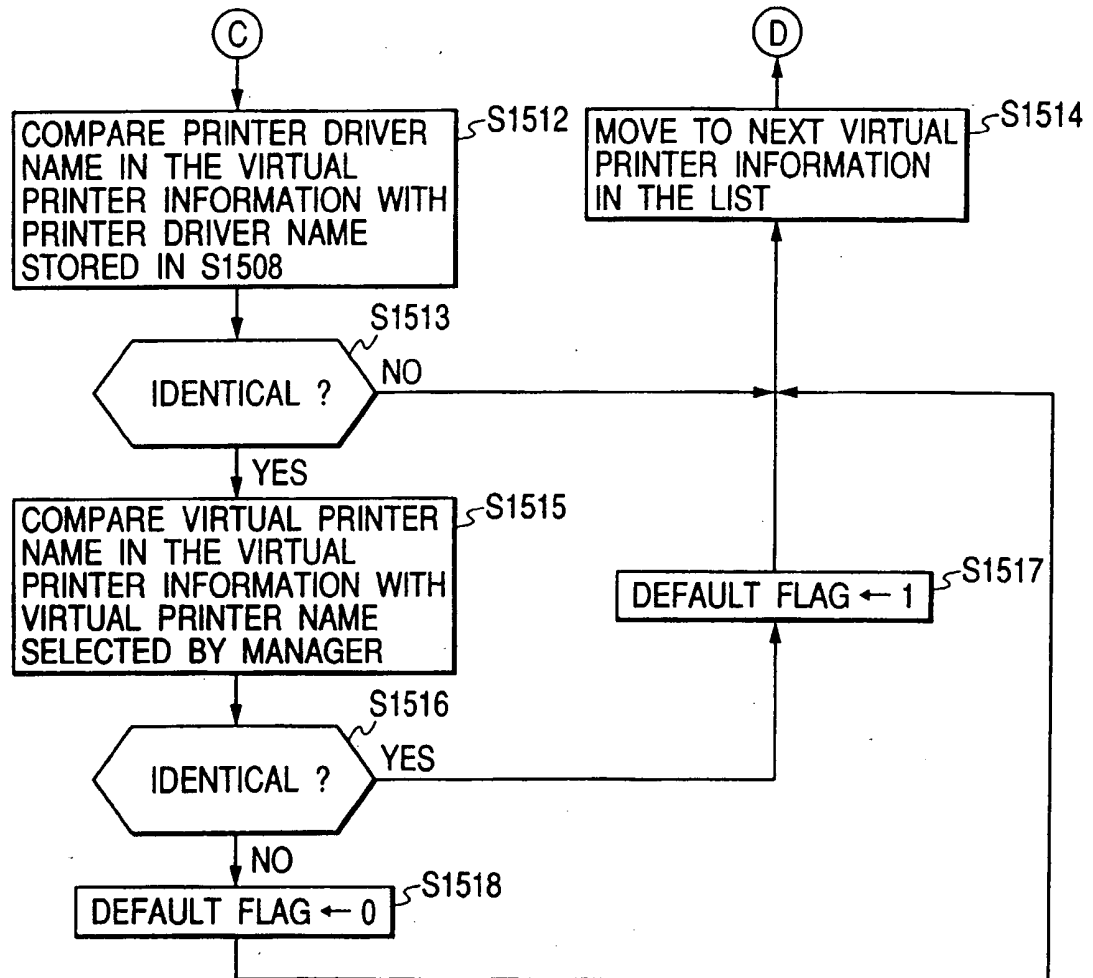 C
D
COMPARE PRINTER DRIVER
NAME IN THE VIRTUAL
PRINTER INFORMATION WITH
PRINTER DRIVER NAME
STORED IN S1508
S1512
MOVE TO NEXT VIRTUAL
PRINTER INFORMATION
IN THE LIST
S1514
S1513
IDENTICAL ?
NO
YES
COMPARE VIRTUAL PRINTER
NAME IN THE VIRTUAL
PRINTER INFORMATION WITH
VIRTUAL PRINTER NAME
SELECTED BY MANAGER
S1515
DEFAULT FLAG ← 1
S1517
S1516
IDENTICAL ?
YES
NO
DEFAULT FLAG ← 0
S1518